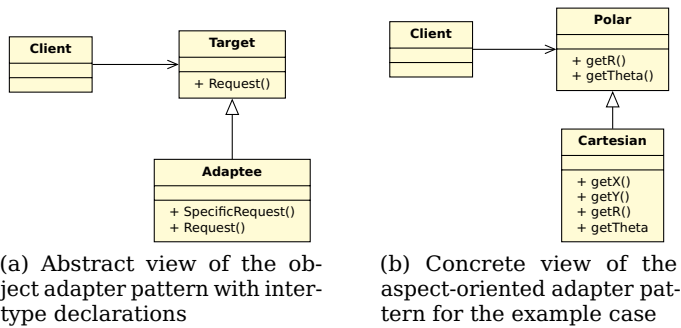 Client
Target
+ Request()
Adaptee
+ SpecificRequest()
+ Request()
(a) Abstract view of the ob-
ject adapter pattern with inter-
type declarations
Client
Polar
+ getR()
+ getTheta()
Cartesian
+ getX()
+ getY()
+ getR()
+ getTheta
(b) Concrete view of the
aspect-oriented adapter pat-
tern for the example case